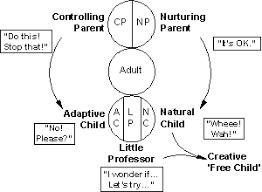 Controlling
Parent
CP
NP
Nurturing
Parent
"Do this!
Stop that!"
"It's OK."
Adult
Adaptive
Child
A
C
L
P
N
C
Natural
Child
"No!
Please?"
"Wheee!
Wah!"
Little
Professor
"I wonder if...
Let's try..."
Creative
'Free Child'